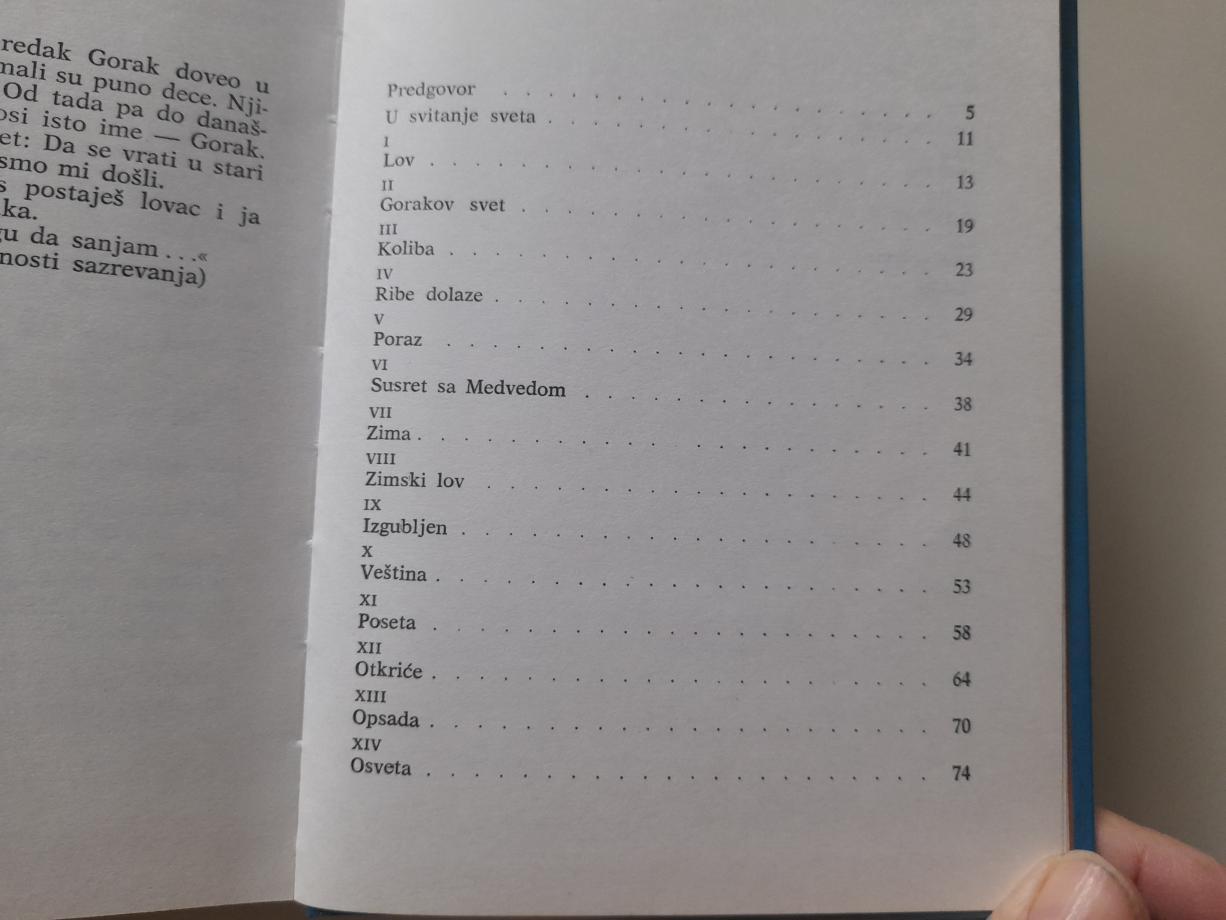 redak Gorak doveo u
mali su puno dece. Nji-
Od tada pa do današ-
osi isto ime — Gorak.
et: Da se vrati u stari
smo mi došli.
s postaješ lovac i ja
ka.
gu da sanjam . . .«
nosti sazrevanja)
Predgovor . . . . . . . . . . . . . . . 5
U svitanje sveta . . . . . . . . . . . . . . 11
I
Lov . . . . . . . . . . . . . . . . . 13
II
Gorakov svet . . . . . . . . . . . . . . 19
III
Koliba . . . . . . . . . . . . . . . . 23
IV
Ribe dolaze . . . . . . . . . . . . . . . 29
V
Poraz . . . . . . . . . . . . . . . . 34
VI
Susret sa Medvedom . . . . . . . . . . . . 38
VII
Zima . . . . . . . . . . . . . . . . . 41
VIII
Zimski lov . . . . . . . . . . . . . . . 44
IX
Izgubljen . . . . . . . . . . . . . . . . 48
X
Veština . . . . . . . . . . . . . . . . 53
XI
Poseta . . . . . . . . . . . . . . . . 58
XII
Otkriće . . . . . . . . . . . . . . . . 64
XIII
Opsada . . . . . . . . . . . . . . . . 70
XIV
Osveta . . . . . . . . . . . . . . . . 74